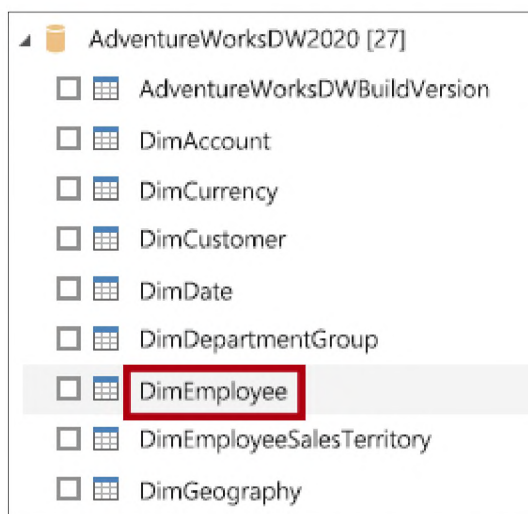 AdventureWorksDW2020 [27]
AdventureWorksDWBuildVersion
DimAccount
DimCurrency
DimCustomer
DimDate
DimDepartmentGroup
DimEmployee
DimEmployeeSalesTerritory
DimGeography